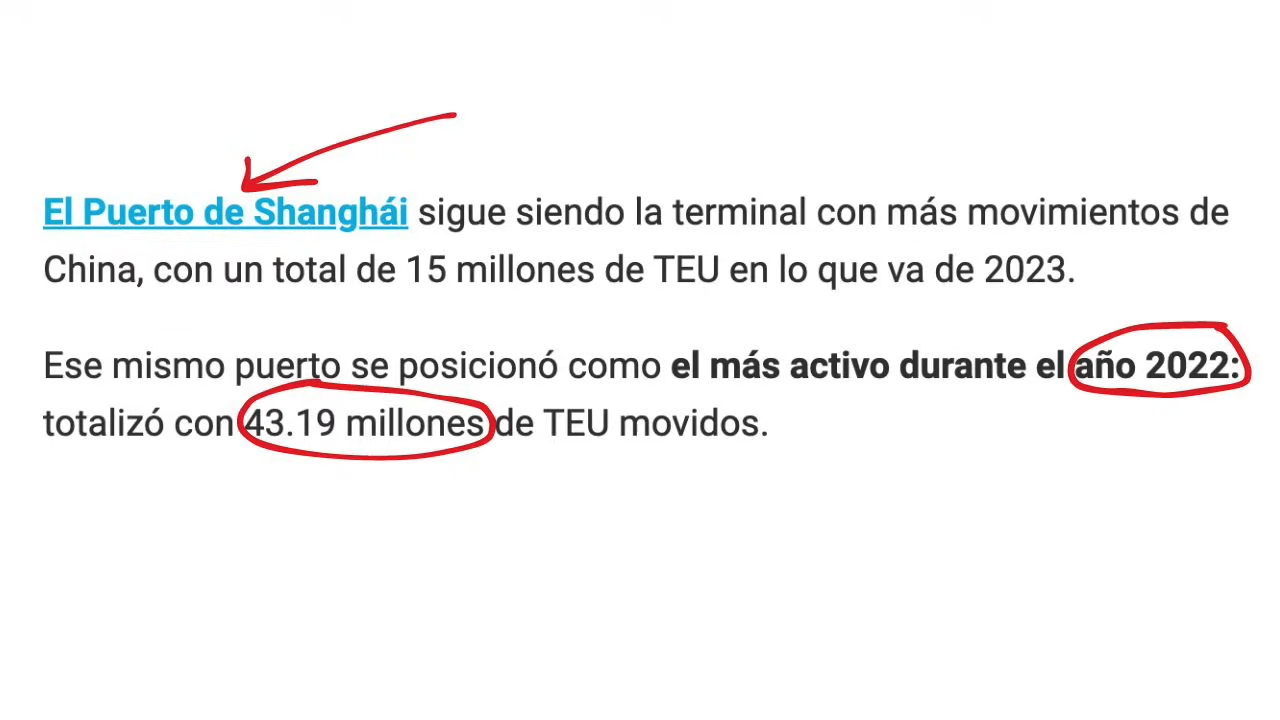 El Puerto de Shanghái sigue siendo la terminal con más movimientos de
China, con un total de 15 millones de TEU en lo que va de 2023.
Ese mismo puerto se posicionó como el más activo durante el año 2022:
totalizó con 43.19 millones de TEU movidos.